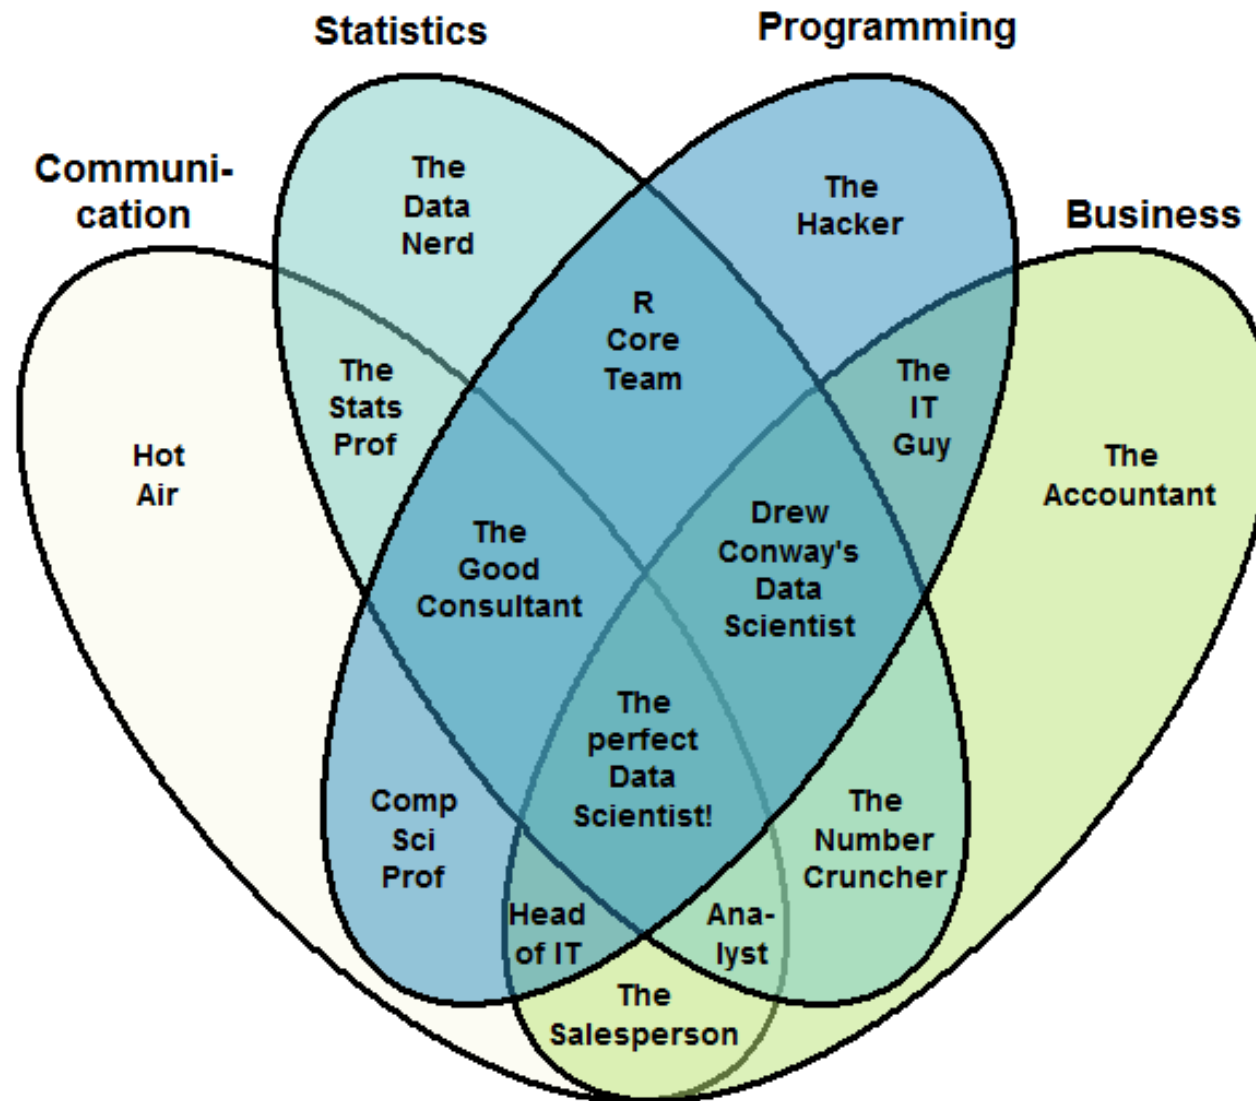 Statistics
Programming
Communi-
cation
Business
The
Data
Nerd
The
Hacker
R
Core
Team
The
Stats
Prof
The
IT
Guy
Hot
Air
The
Accountant
The
Good
Consultant
Drew
Conway's
Data
Scientist
The
perfect
Data
Scientist!
Comp
Sci
Prof
The
Number
Cruncher
Head
of IT
Ana-
lyst
The
Salesperson